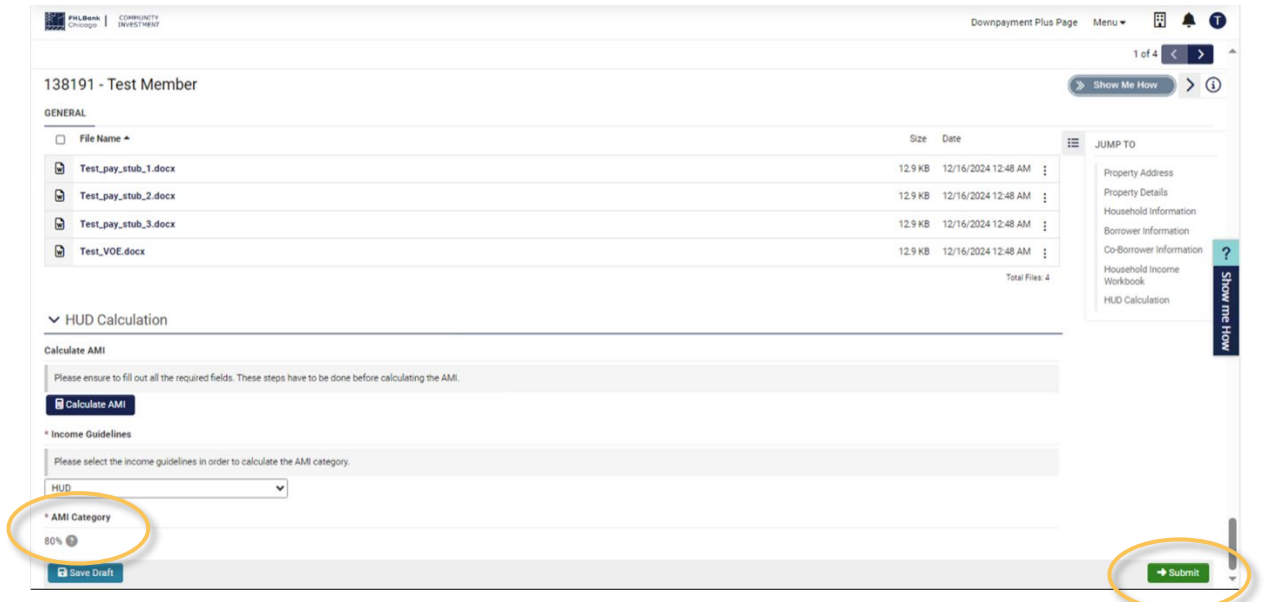 FHLBank Chicago | COMMUNITY INVESTMENT
Downpayment Plus Page Menu
T
1 of 4
138191 - Test Member
Show Me How
GENERAL
File Name Size Date
Test_pay_stub_1.docx 12.9 KB 12/16/2024 12:48 AM
Test_pay_stub_2.docx 12.9 KB 12/16/2024 12:48 AM
Test_pay_stub_3.docx 12.9 KB 12/16/2024 12:48 AM
Test_VOE.docx 12.9 KB 12/16/2024 12:48 AM
Total Files: 4
JUMP TO
Property Address
Property Details
Household Information
Borrower Information
Co-Borrower Information
Household Income
Workbook
HUD Calculation
? Show me How
HUD Calculation
Calculate AMI
Please ensure to fill out all the required fields. These steps have to be done before calculating the AMI.
Calculate AMI
* Income Guidelines
Please select the income guidelines in order to calculate the AMI category.
HUD
* AMI Category
80% ?
Save Draft
Submit